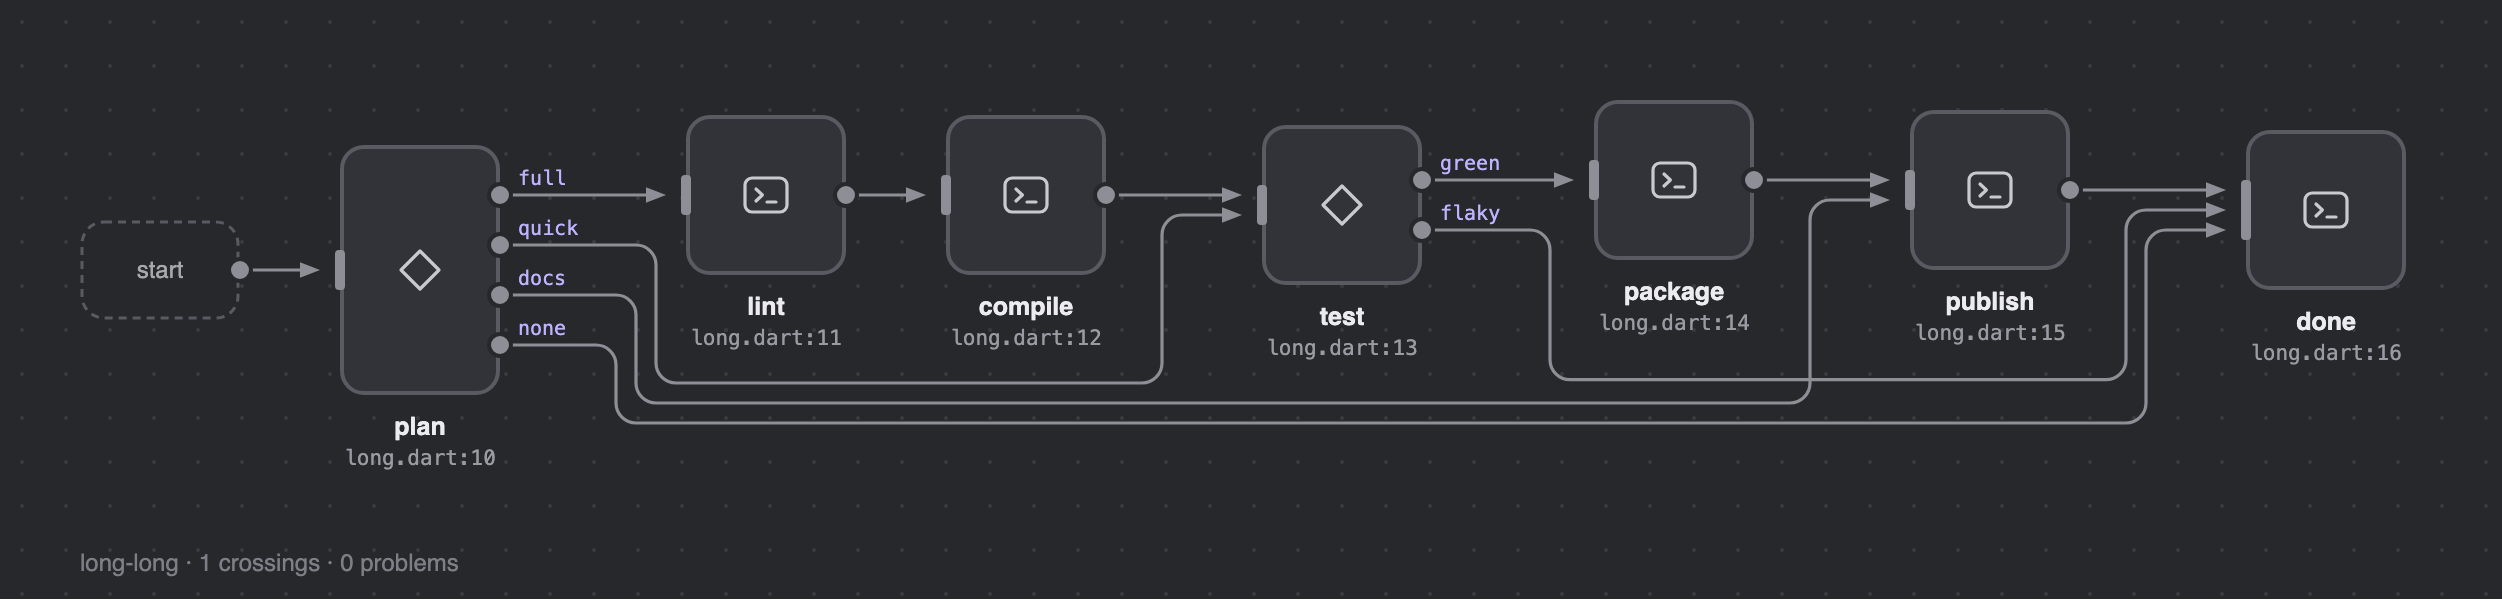 start
plan
long.dart:10
full
quick
docs
none
lint
long.dart:11
compile
long.dart:12
test
long.dart:13
green
flaky
package
long.dart:14
publish
long.dart:15
done
long.dart:16
long-long · 1 crossings · 0 problems